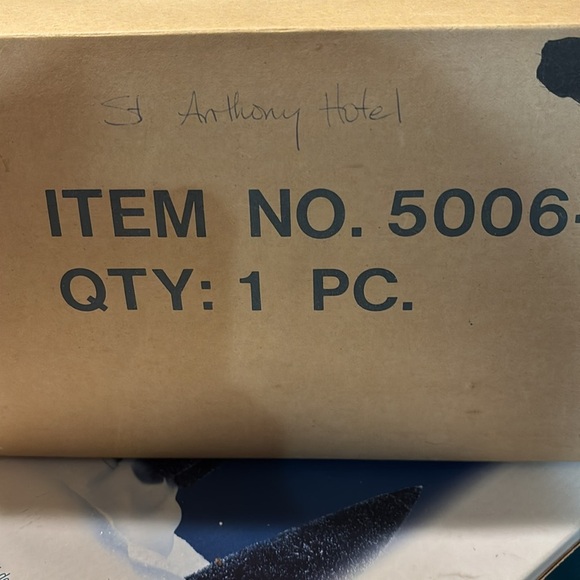 St Anthony Hotel
ITEM NO. 5006
QTY: 1 PC.